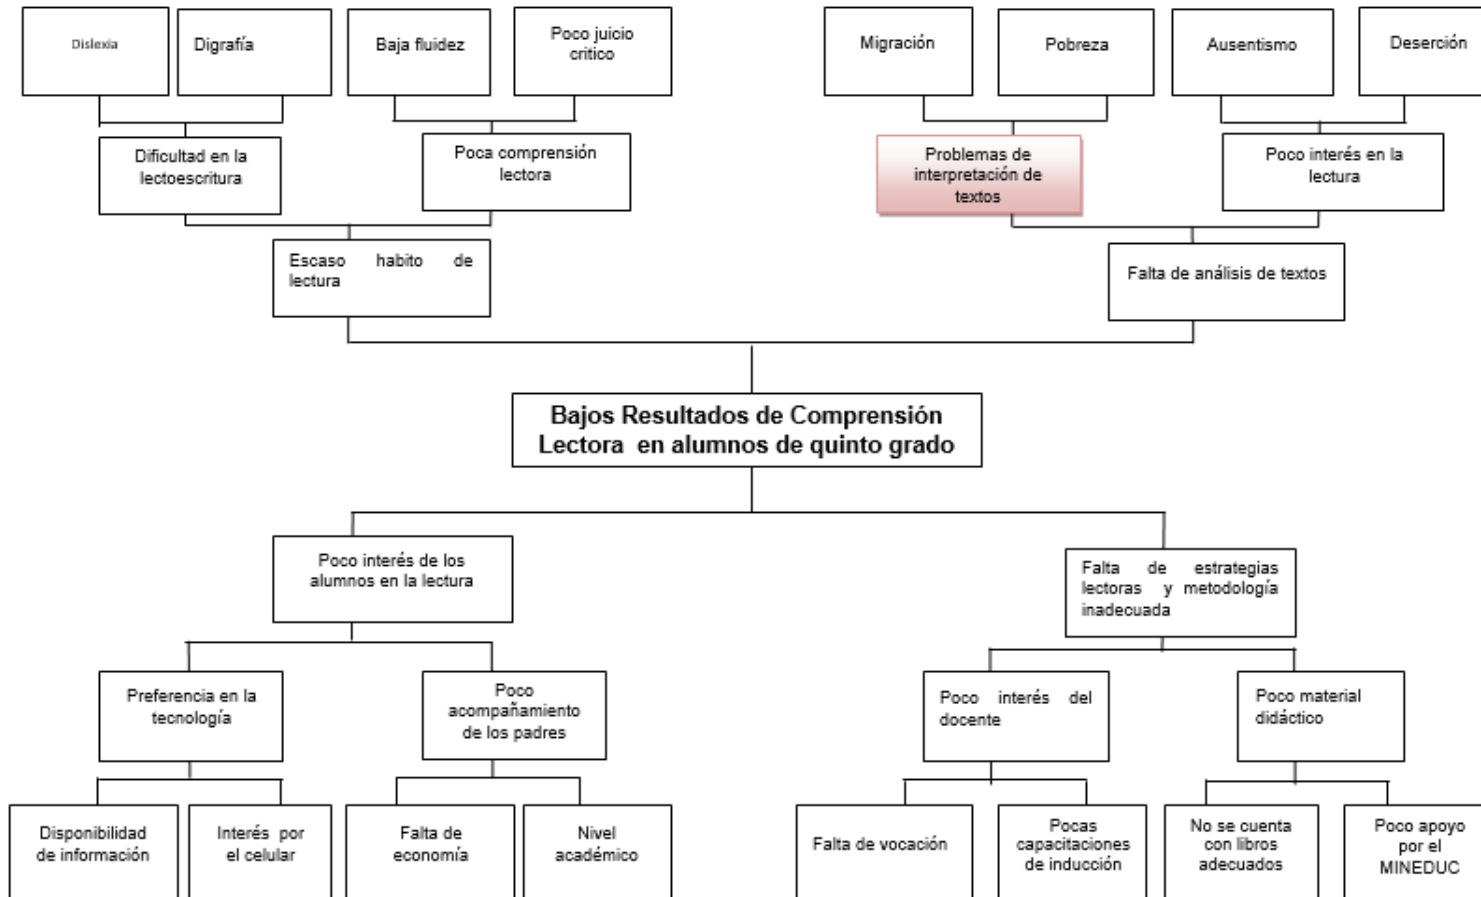 Dislexia
Digrafía
Baja fluidez
Poco juicio
critico
Migración
Pobreza
Ausentismo
Deserción
Dificultad en la
lectoescritura
Poca comprensión
lectora
Problemas de
interpretación de
textos
Poco interés en la
lectura
Escaso habito de
lectura
Falta de análisis de textos
Bajos Resultados de Comprensión
Lectora en alumnos de quinto grado
Poco interés de los
alumnos en la lectura
Falta de estrategias
lectoras y metodología
inadecuada
Preferencia en la
tecnología
Poco
acompañamiento
de los padres
Poco interés del
docente
Poco material
didáctico
Disponibilidad
de información
Interés por
el celular
Falta de
economía
Nivel
académico
Falta de vocación
Pocas
capacitaciones
de inducción
No se cuenta
con libros
adecuados
Poco apoyo
por el
MINEDUC